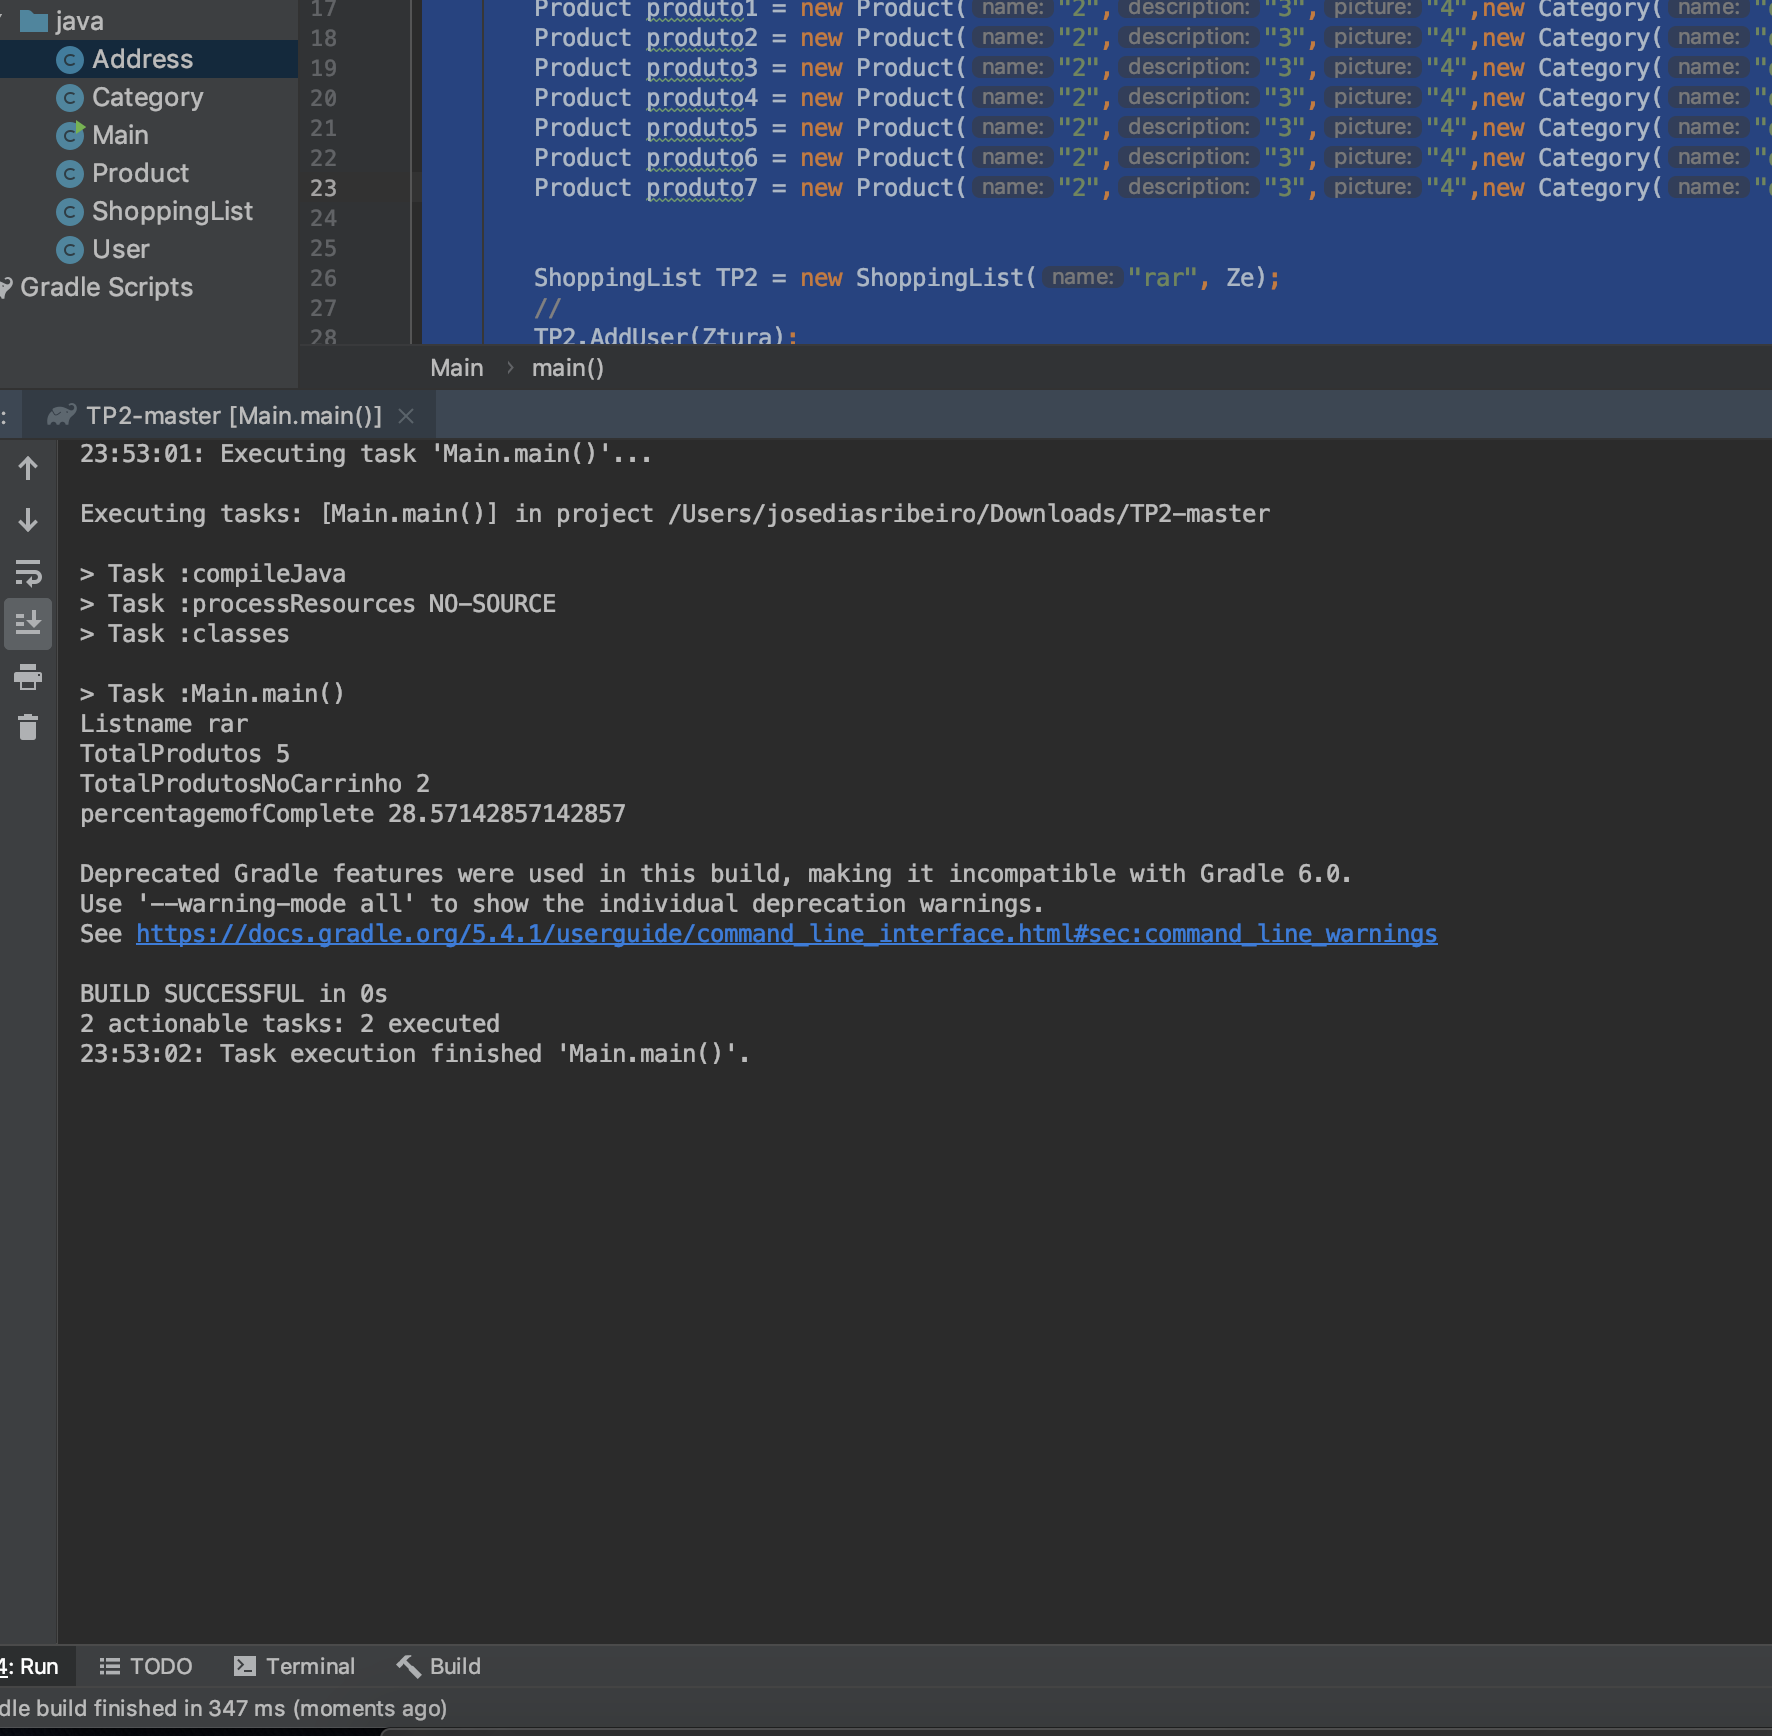 java
Address
Category
Main
Product
ShoppingList
User
Gradle Scripts
17 Product produto1 = new Product( name: "2", description: "3", picture: "4",new Category( name:
18 Product produto2 = new Product( name: "2", description: "3", picture: "4",new Category( name:
19 Product produto3 = new Product( name: "2", description: "3", picture: "4",new Category( name:
20 Product produto4 = new Product( name: "2", description: "3", picture: "4",new Category( name:
21 Product produto5 = new Product( name: "2", description: "3", picture: "4",new Category( name:
22 Product produto6 = new Product( name: "2", description: "3", picture: "4",new Category( name:
23 Product produto7 = new Product( name: "2", description: "3", picture: "4",new Category( name:
24
25
26 ShoppingList TP2 = new ShoppingList( name: "rar", Ze);
27 //
28 TP2.AddUser(Ztura);
Main > main()
: TP2-master [Main.main()] ×
23:53:01: Executing task 'Main.main()'...
Executing tasks: [Main.main()] in project /Users/josediasribeiro/Downloads/TP2-master
> Task :compileJava
> Task :processResources NO-SOURCE
> Task :classes
> Task :Main.main()
Listname rar
TotalProdutos 5
TotalProdutosNoCarrinho 2
percentagemofComplete 28.57142857142857
Deprecated Gradle features were used in this build, making it incompatible with Gradle 6.0.
Use '--warning-mode all' to show the individual deprecation warnings.
See https://docs.gradle.org/5.4.1/userguide/command_line_interface.html#sec:command_line_warnings
BUILD SUCCESSFUL in 0s
2 actionable tasks: 2 executed
23:53:02: Task execution finished 'Main.main()'.
4: Run TODO Terminal Build
dle build finished in 347 ms (moments ago)